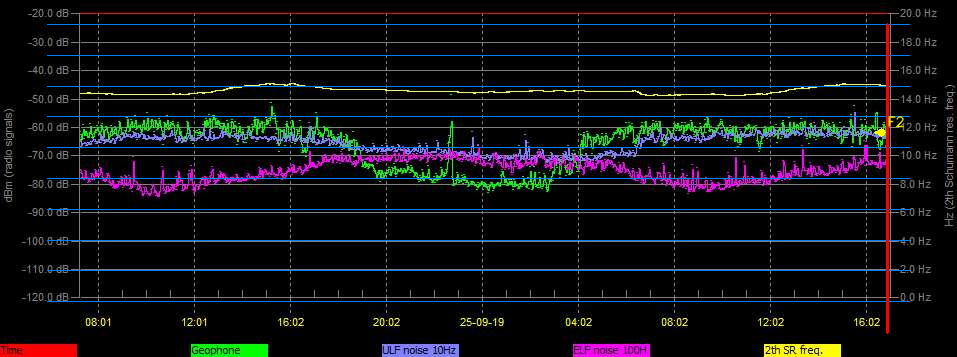 -20.0 dB 20.0 Hz
-30.0 dB 18.0 Hz
-40.0 dB 16.0 Hz
-50.0 dB 14.0 Hz
-60.0 dB F2 12.0 Hz
-70.0 dB 10.0 Hz
-80.0 dB 8.0 Hz
-90.0 dB 6.0 Hz
-100.0 dB 4.0 Hz
-110.0 dB 2.0 Hz
-120.0 dB 0.0 Hz
dBm (radio signals)
Hz (2th Schumann res. freq.)
08:01 12:01 16:02 20:02 25-09-19 04:02 08:02 12:02 16:02
Time Geophone ULF noise 10Hz ELF noise 100H 2th SR freq.